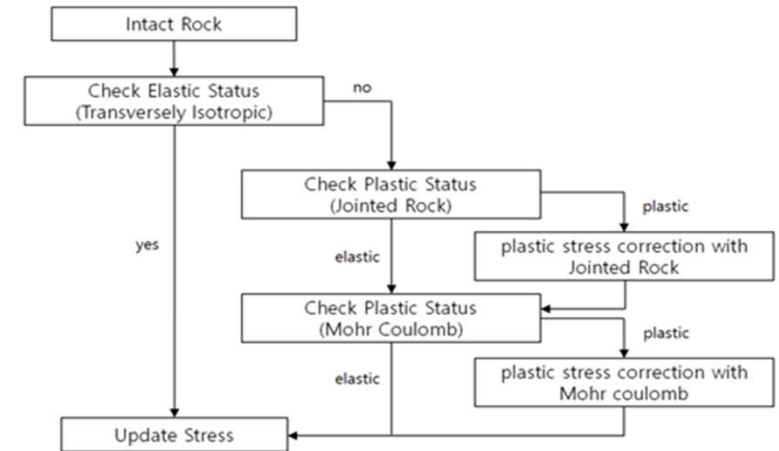 Intact Rock
Check Elastic Status
(Transversely Isotropic)
no
Check Plastic Status
(Jointed Rock)
plastic
yes
elastic
plastic stress correction with
Jointed Rock
Check Plastic Status
(Mohr Coulomb)
plastic
elastic
plastic stress correction with
Mohr coulomb
Update Stress